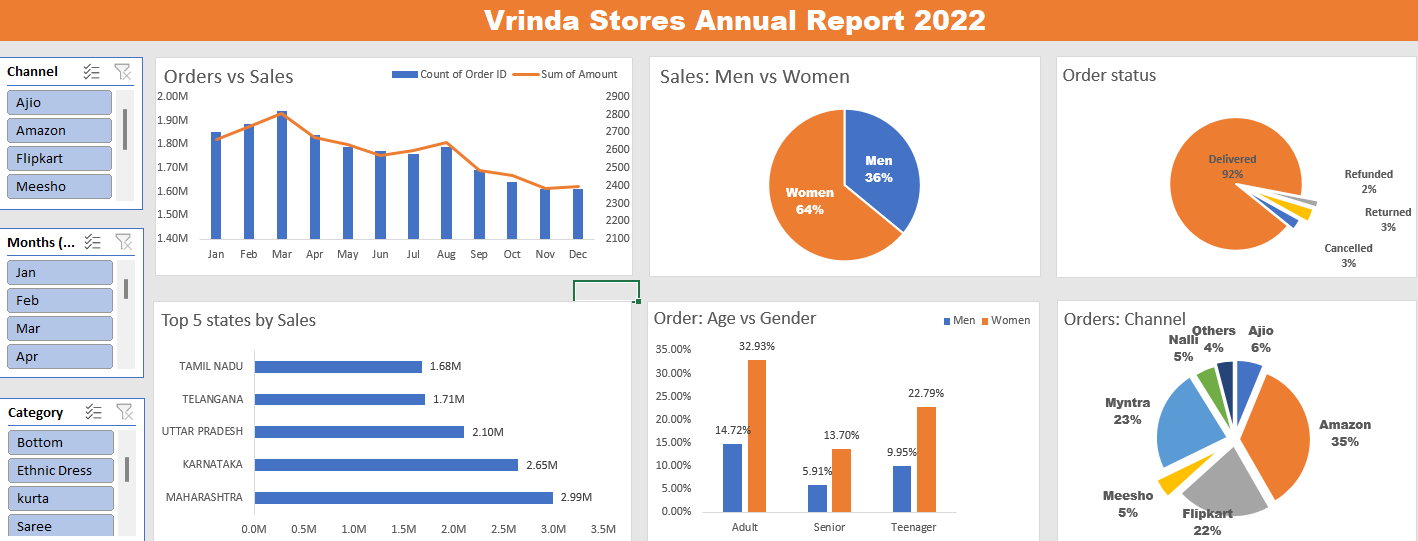 Vrinda Stores Annual Report 2022
Channel
Ajio
Amazon
Flipkart
Meesho
Months (...
Jan
Feb
Mar
Apr
Category
Bottom
Ethnic Dress
kurta
Saree
Orders vs Sales
Count of Order ID
Sum of Amount
2.00M
1.90M
1.80M
1.70M
1.60M
1.50M
1.40M
2900
2800
2700
2600
2500
2400
2300
2200
2100
Jan Feb Mar Apr May Jun Jul Aug Sep Oct Nov Dec
Sales: Men vs Women
Men
36%
Women
64%
Order status
Delivered
92%
Refunded
2%
Returned
3%
Cancelled
3%
Top 5 states by Sales
TAMIL NADU 1.68M
TELANGANA 1.71M
UTTAR PRADESH 2.10M
KARNATAKA 2.65M
MAHARASHTRA 2.99M
0.0M 0.5M 1.0M 1.5M 2.0M 2.5M 3.0M 3.5M
Order: Age vs Gender
Men Women
35.00%
30.00%
25.00%
20.00%
15.00%
10.00%
5.00%
0.00%
14.72%
32.93%
5.91%
13.70%
9.95%
22.79%
Adult Senior Teenager
Orders: Channel
Nalli
5%
Others
4%
Ajio
6%
Myntra
23%
Amazon
35%
Meesho
5%
Flipkart
22%